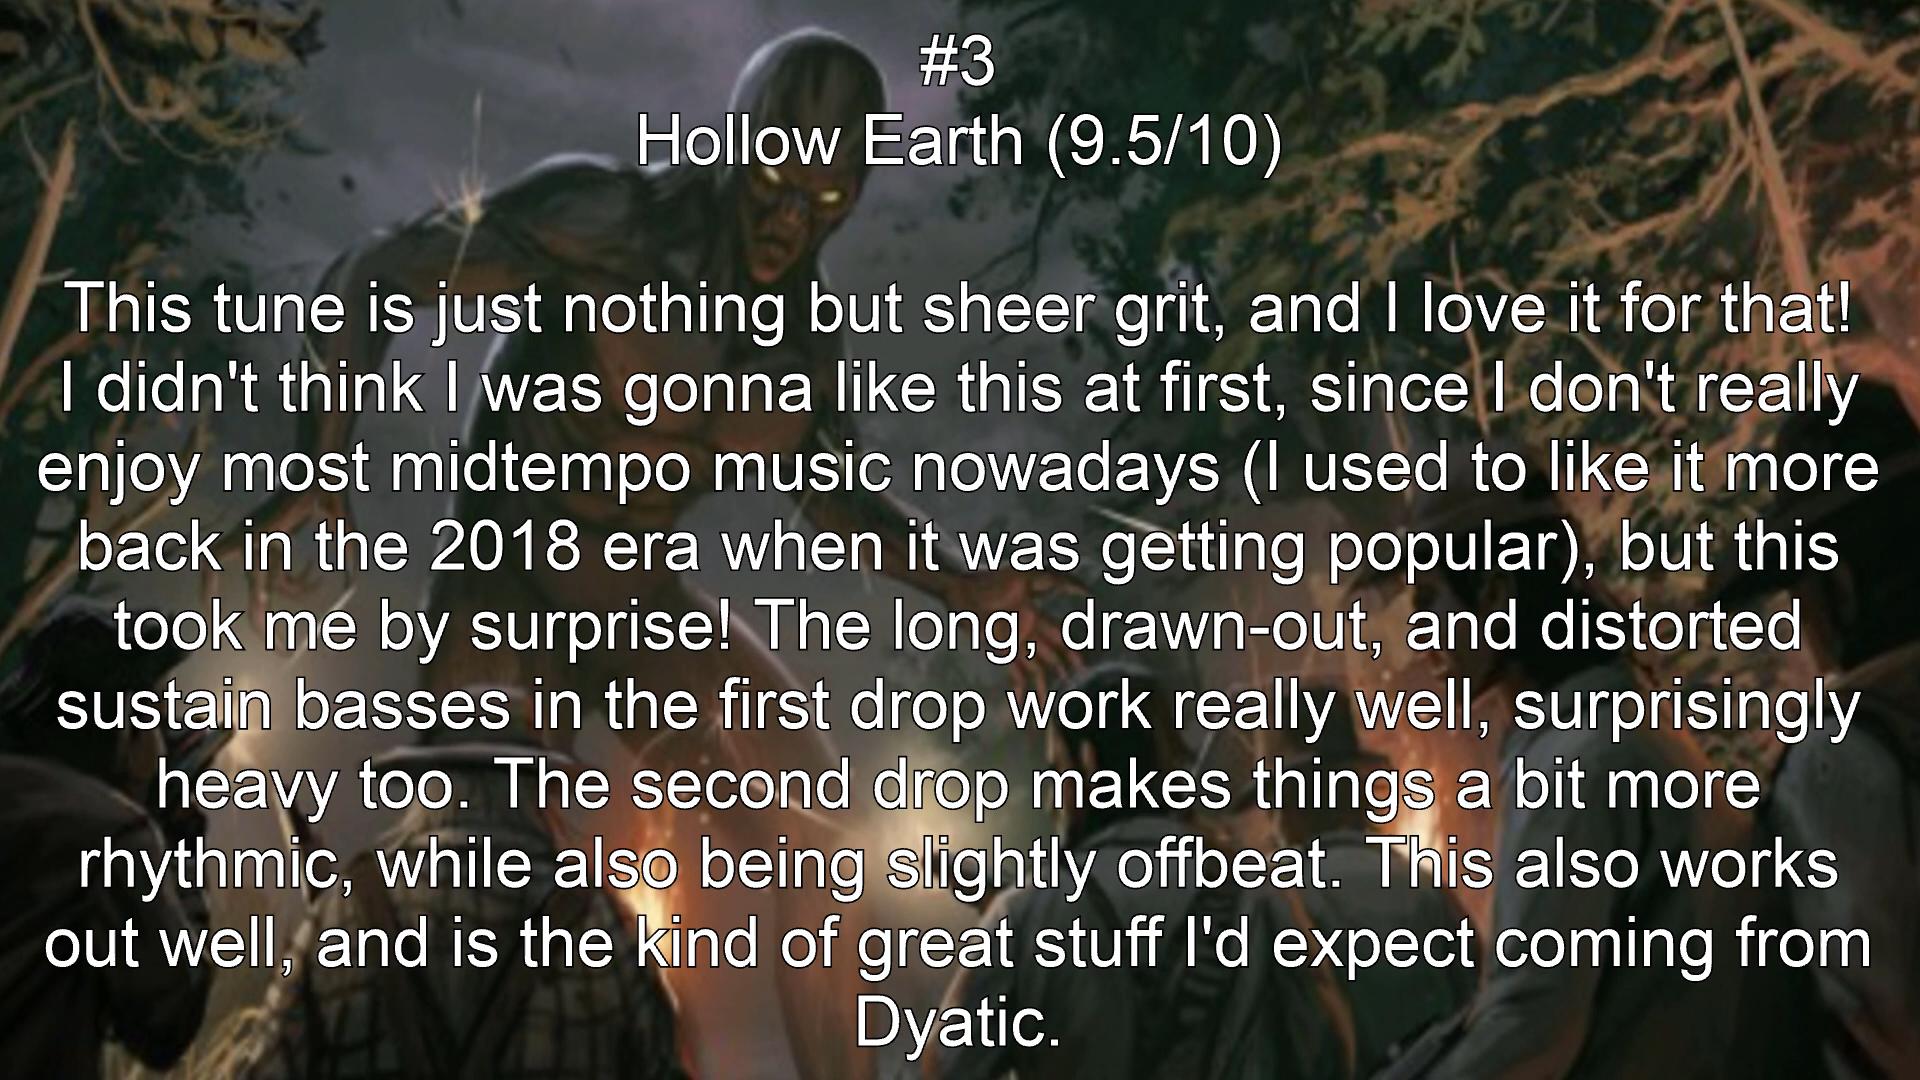 #3
Hollow Earth (9.5/10)
This tune is just nothing but sheer grit, and I love it for that!
I didn't think I was gonna like this at first, since I don't really
enjoy most midtempo music nowadays (I used to like it more
back in the 2018 era when it was getting popular), but this
took me by surprise! The long, drawn-out, and distorted
sustain basses in the first drop work really well, surprisingly
heavy too. The second drop makes things a bit more
rhythmic, while also being slightly offbeat. This also works
out well, and is the kind of great stuff I'd expect coming from
Dyatic.